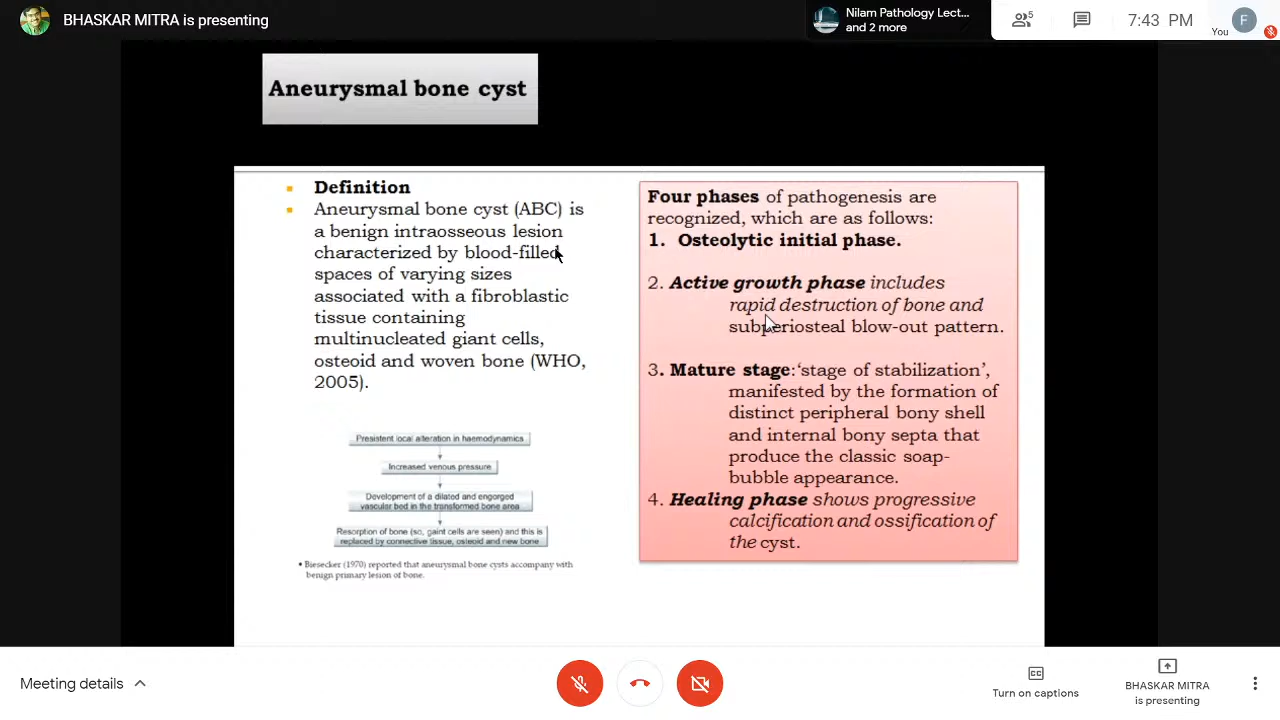 BHASKAR MITRA is presenting
Nilam Pathology Lect...
and 2 more
5
7:43 PM
You
F
Aneurysmal bone cyst
Definition
Aneurysmal bone cyst (ABC) is
a benign intraosseous lesion
characterized by blood-filled
spaces of varying sizes
associated with a fibroblastic
tissue containing
multinucleated giant cells,
osteoid and woven bone (WHO,
2005).
Presistent local alteration in haemodynamics
Increased venous pressure
Development of a dilated and engorged
vascular bed in the transformed bone area
Resorption of bone (so, gaint cells are seen) and this is
replaced by connective tissue, osteoid and new bone
• Biesecker (1970) reported that aneurysmal bone cysts accompany with
benign primary lesion of bone.
Four phases of pathogenesis are
recognized, which are as follows:
1. Osteolytic initial phase.
2. Active growth phase includes
rapid destruction of bone and
subperiosteal blow-out pattern.
3. Mature stage:‘stage of stabilization’,
manifested by the formation of
distinct peripheral bony shell
and internal bony septa that
produce the classic soap-
bubble appearance.
4. Healing phase shows progressive
calcification and ossification of
the cyst.
Meeting details
CC
Turn on captions
BHASKAR MITRA
is presenting